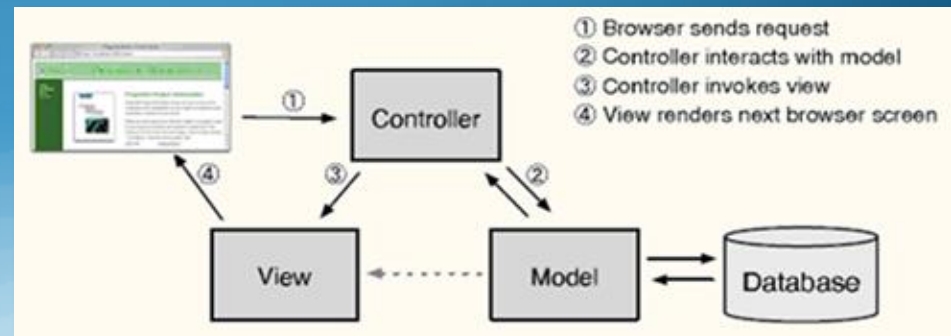 ① Browser sends request
② Controller interacts with model
③ Controller invokes view
④ View renders next browser screen
①
Controller
④
③
②
View
Model
Database